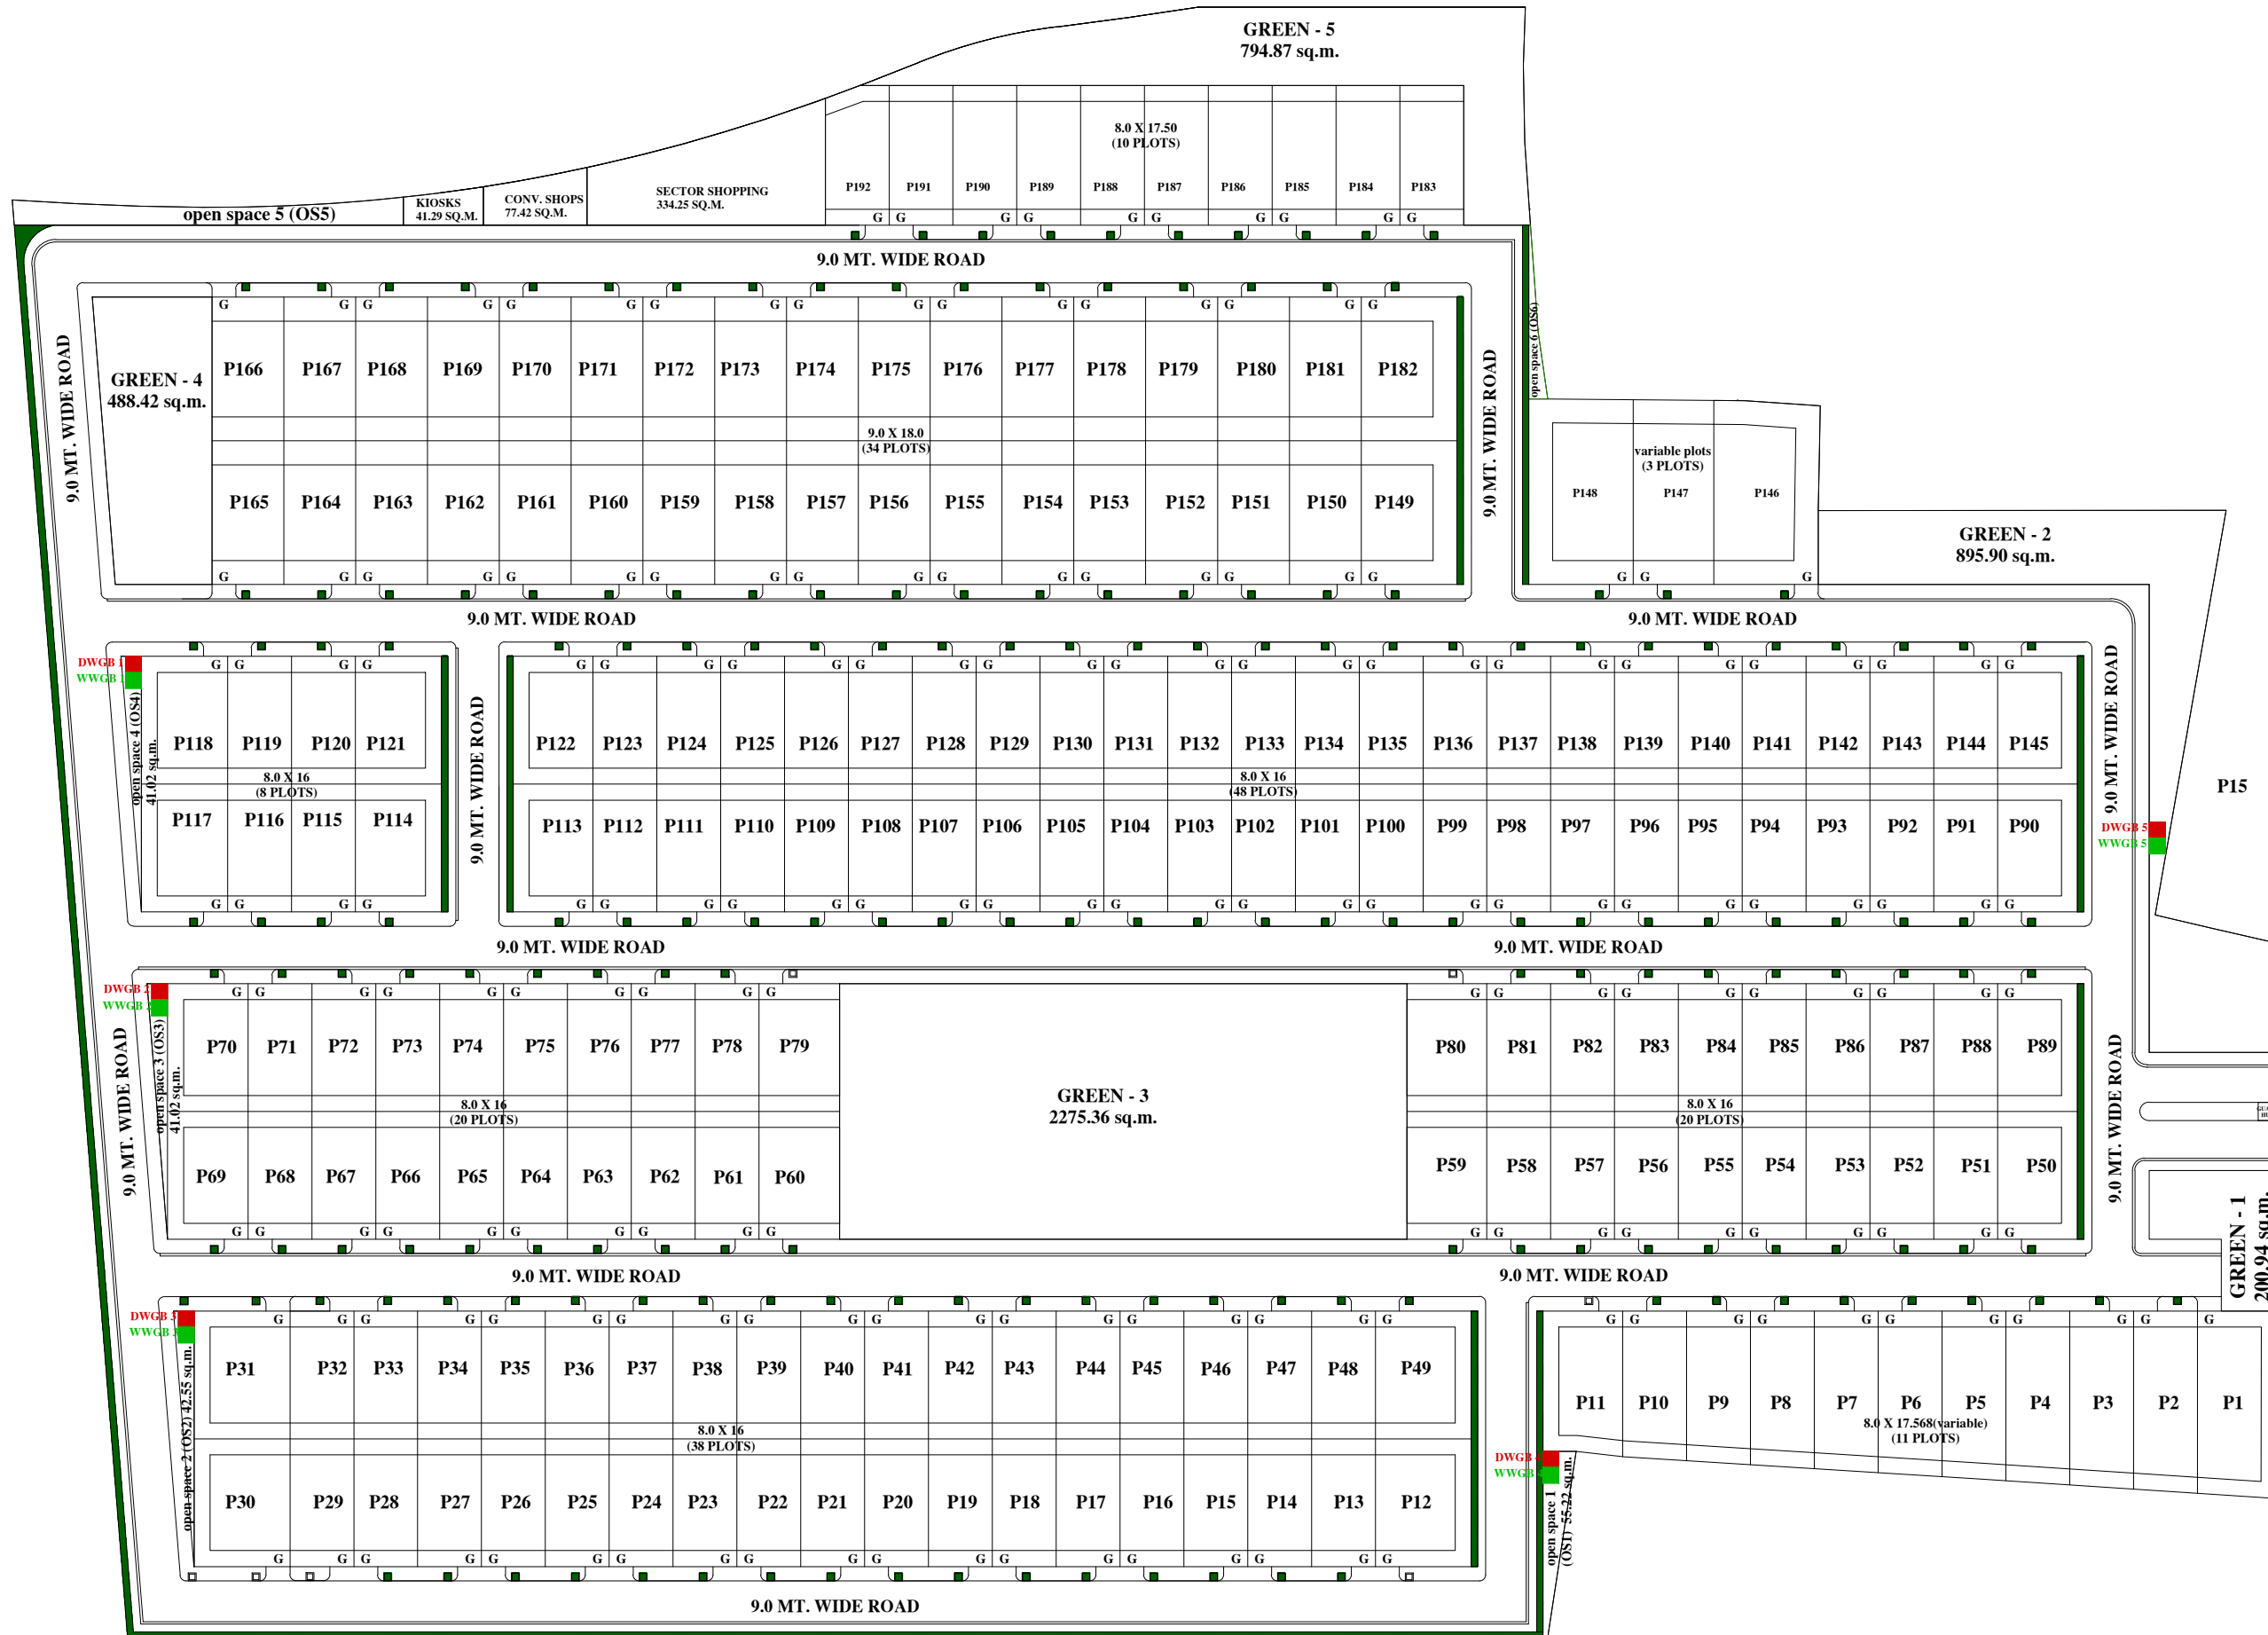 GREEN - 5
794.87 sq.m.
8.0 X 17.50
(10 PLOTS)
P192 P191 P190 P189 P188 P187 P186 P185 P184 P183
G G G G G G G G G G
open space 5 (OS5)
KIOSKS
41.29 SQ.M.
CONV. SHOPS
77.42 SQ.M.
SECTOR SHOPPING
334.25 SQ.M.
9.0 MT. WIDE ROAD
G G G G G G G G G G G G G G G G G
9.0 MT. WIDE ROAD
GREEN - 4
488.42 sq.m.
P166 P167 P168 P169 P170 P171 P172 P173 P174 P175 P176 P177 P178 P179 P180 P181 P182
9.0 X 18.0
(34 PLOTS)
P165 P164 P163 P162 P161 P160 P159 P158 P157 P156 P155 P154 P153 P152 P151 P150 P149
G G G G G G G G G G G G G G G G G
9.0 MT. WIDE ROAD
open space 6 (OS6)
variable plots
(3 PLOTS)
P148 P147 P146
G G G
GREEN - 2
895.90 sq.m.
9.0 MT. WIDE ROAD
9.0 MT. WIDE ROAD
DWGB 1
WWGB 1
open space 4 (OS4)
41.02 sq.m.
G G G G
P118 P119 P120 P121
8.0 X 16
(8 PLOTS)
P117 P116 P115 P114
G G G G
9.0 MT. WIDE ROAD
G G G G G G G G G G G G G G G G G G G G G G G G
P122 P123 P124 P125 P126 P127 P128 P129 P130 P131 P132 P133 P134 P135 P136 P137 P138 P139 P140 P141 P142 P143 P144 P145
8.0 X 16
(48 PLOTS)
P113 P112 P111 P110 P109 P108 P107 P106 P105 P104 P103 P102 P101 P100 P99 P98 P97 P96 P95 P94 P93 P92 P91 P90
G G G G G G G G G G G G G G G G G G G G G G G G
9.0 MT. WIDE ROAD
P15
DWGB 5
WWGB 5
9.0 MT. WIDE ROAD
9.0 MT. WIDE ROAD
DWGB 2
WWGB
open space 3 (OS3)
41.02 sq.m.
9.0 MT. WIDE ROAD
G G G G G G G G G G
P70 P71 P72 P73 P74 P75 P76 P77 P78 P79
8.0 X 16
(20 PLOTS)
P69 P68 P67 P66 P65 P64 P63 P62 P61 P60
G G G G G G G G G G
GREEN - 3
2275.36 sq.m.
G G G G G G G G G G
P80 P81 P82 P83 P84 P85 P86 P87 P88 P89
8.0 X 16
(20 PLOTS)
P59 P58 P57 P56 P55 P54 P53 P52 P51 P50
G G G G G G G G G G
9.0 MT. WIDE ROAD
GREEN - 1
200.94 sq.m.
9.0 MT. WIDE ROAD
9.0 MT. WIDE ROAD
DWGB 3
WWGB
open space 2 (OS2) 42.55 sq.m.
G G G G G G G G G G G G G G G G G G G
P31 P32 P33 P34 P35 P36 P37 P38 P39 P40 P41 P42 P43 P44 P45 P46 P47 P48 P49
8.0 X 16
(38 PLOTS)
P30 P29 P28 P27 P26 P25 P24 P23 P22 P21 P20 P19 P18 P17 P16 P15 P14 P13 P12
G G G G G G G G G G G G G G G G G G G
G G G G G G G G G G G
P11 P10 P9 P8 P7 P6 P5 P4 P3 P2 P1
8.0 X 17.568(variable)
(11 PLOTS)
DWGB
WWGB
open space 1
(OS1) 55.22 sq.m.
9.0 MT. WIDE ROAD